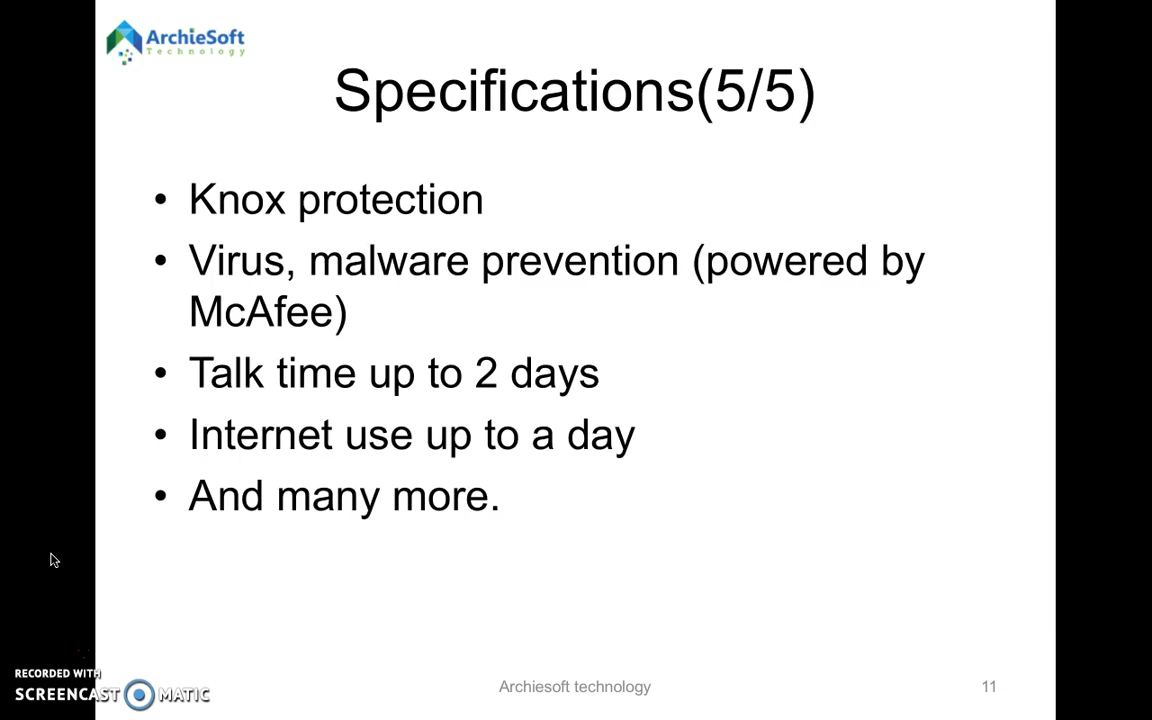 ArchieSoft
Technology
Specifications(5/5)
• Knox protection
• Virus, malware prevention (powered by
McAfee)
• Talk time up to 2 days
• Internet use up to a day
• And many more.
RECORDED WITH
SCREENCAST MATIC
Archiesoft technology
11